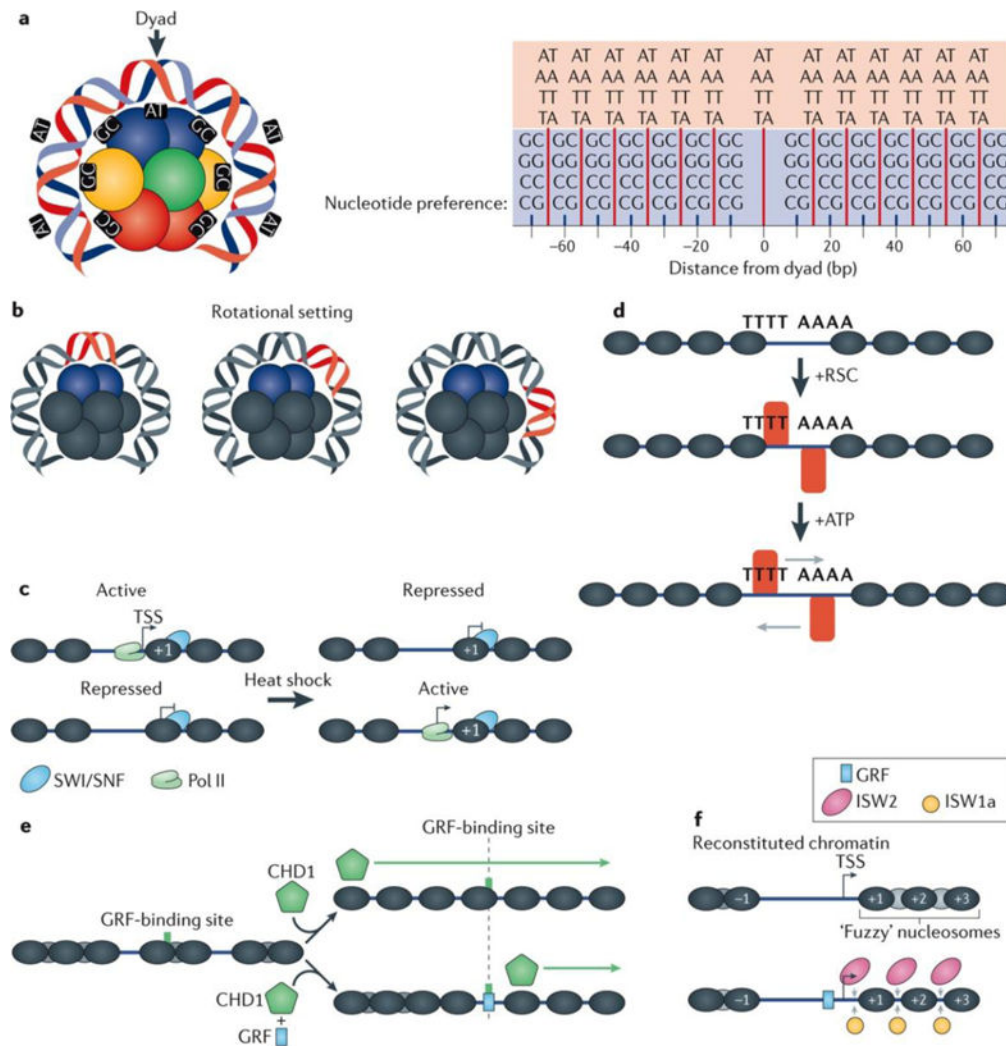 a
Dyad
AT
GC GC
AT AT
GC GC
AT AT
GC GC
AT AT AT AT AT AT AT AT AT AT AT AT AT
AA AA AA AA AA AA AA AA AA AA AA AA AA
TT TT TT TT TT TT TT TT TT TT TT TT TT
TA TA TA TA TA TA TA TA TA TA TA TA TA
GC GC GC GC GC GC GC GC GC GC GC GC GC GC
GG GG GG GG GG GG GG GG GG GG GG GG GG GG
CC CC CC CC CC CC CC CC CC CC CC CC CC CC
Nucleotide preference: CG CG CG CG CG CG CG CG CG CG CG CG CG CG
−60 −40 −20 0 20 40 60
Distance from dyad (bp)
b
Rotational setting
d
TTTT AAAA
+RSC
TTTT AAAA
+ATP
TTTT AAAA
c
Active
TSS
+1
Repressed
+1
Heat shock
Repressed
Active
+1
SWI/SNF
Pol II
GRF
ISW2
ISW1a
e
GRF-binding site
CHD1
GRF-binding site
CHD1
+
GRF
f
Reconstituted chromatin
TSS
−1 +1 +2 +3
'Fuzzy' nucleosomes
−1 +1 +2 +3